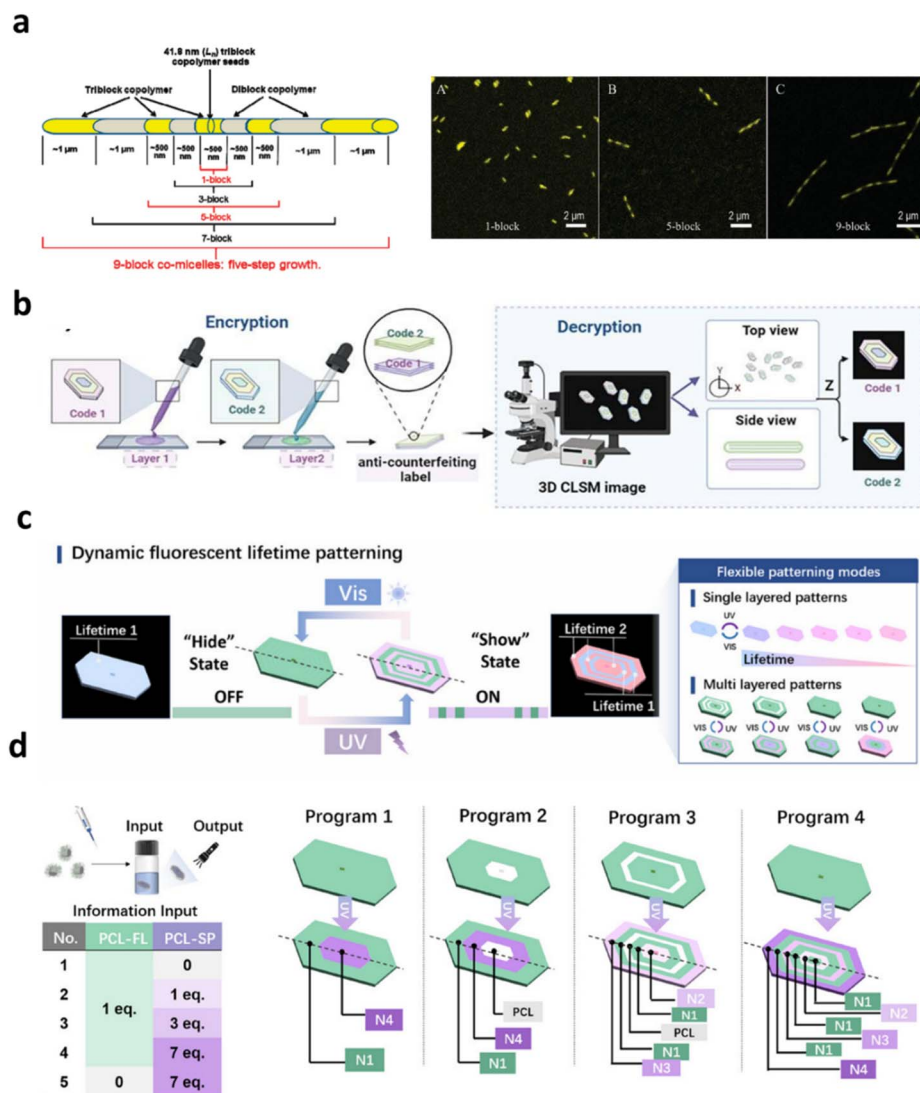 a
41.8 nm (Ln) triblock
copolymer seeds
Triblock copolymer
Diblock copolymer
~1 μm
~1 μm
~500 nm
~500 nm
~500 nm
~500 nm
~500 nm
~1 μm
~1 μm
1-block
3-block
5-block
7-block
9-block co-micelles: five-step growth.
A
1-block
2 μm
B
5-block
2 μm
C
9-block
2 μm
b
Encryption
Code 1
Layer 1
Code 2
Layer2
Code 2
Code 1
anti-counterfeiting
label
Decryption
3D CLSM image
Top view
Y
X
Side view
Z
Code 1
Code 2
c
Dynamic fluorescent lifetime patterning
Lifetime 1
"Hide"
State
OFF
Vis
UV
"Show"
State
ON
Lifetime 2
Lifetime 1
Flexible patterning modes
Single layered patterns
UV
VIS
Lifetime
Multi layered patterns
VIS UV VIS UV VIS UV VIS UV
d
Input
Output
Information Input
No. PCL-FL PCL-SP
1 0
2 1 eq.
1 eq.
3 3 eq.
4 7 eq.
5 0 7 eq.
Program 1
UV
N4
N1
Program 2
UV
PCL
N4
N1
Program 3
UV
N2
N1
PCL
N1
N3
Program 4
UV
N1
N2
N1
N3
N1
N4